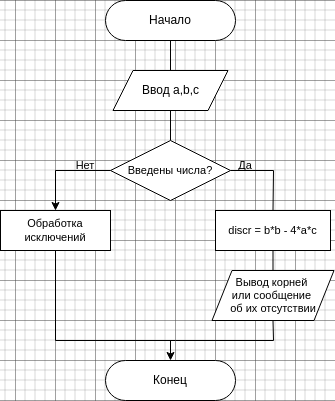 Начало
Ввод a,b,c
Введены числа?
Нет
Да
Обработка
исключений
discr = b*b - 4*a*c
Вывод корней
или сообщение
об их отсутствии
Конец